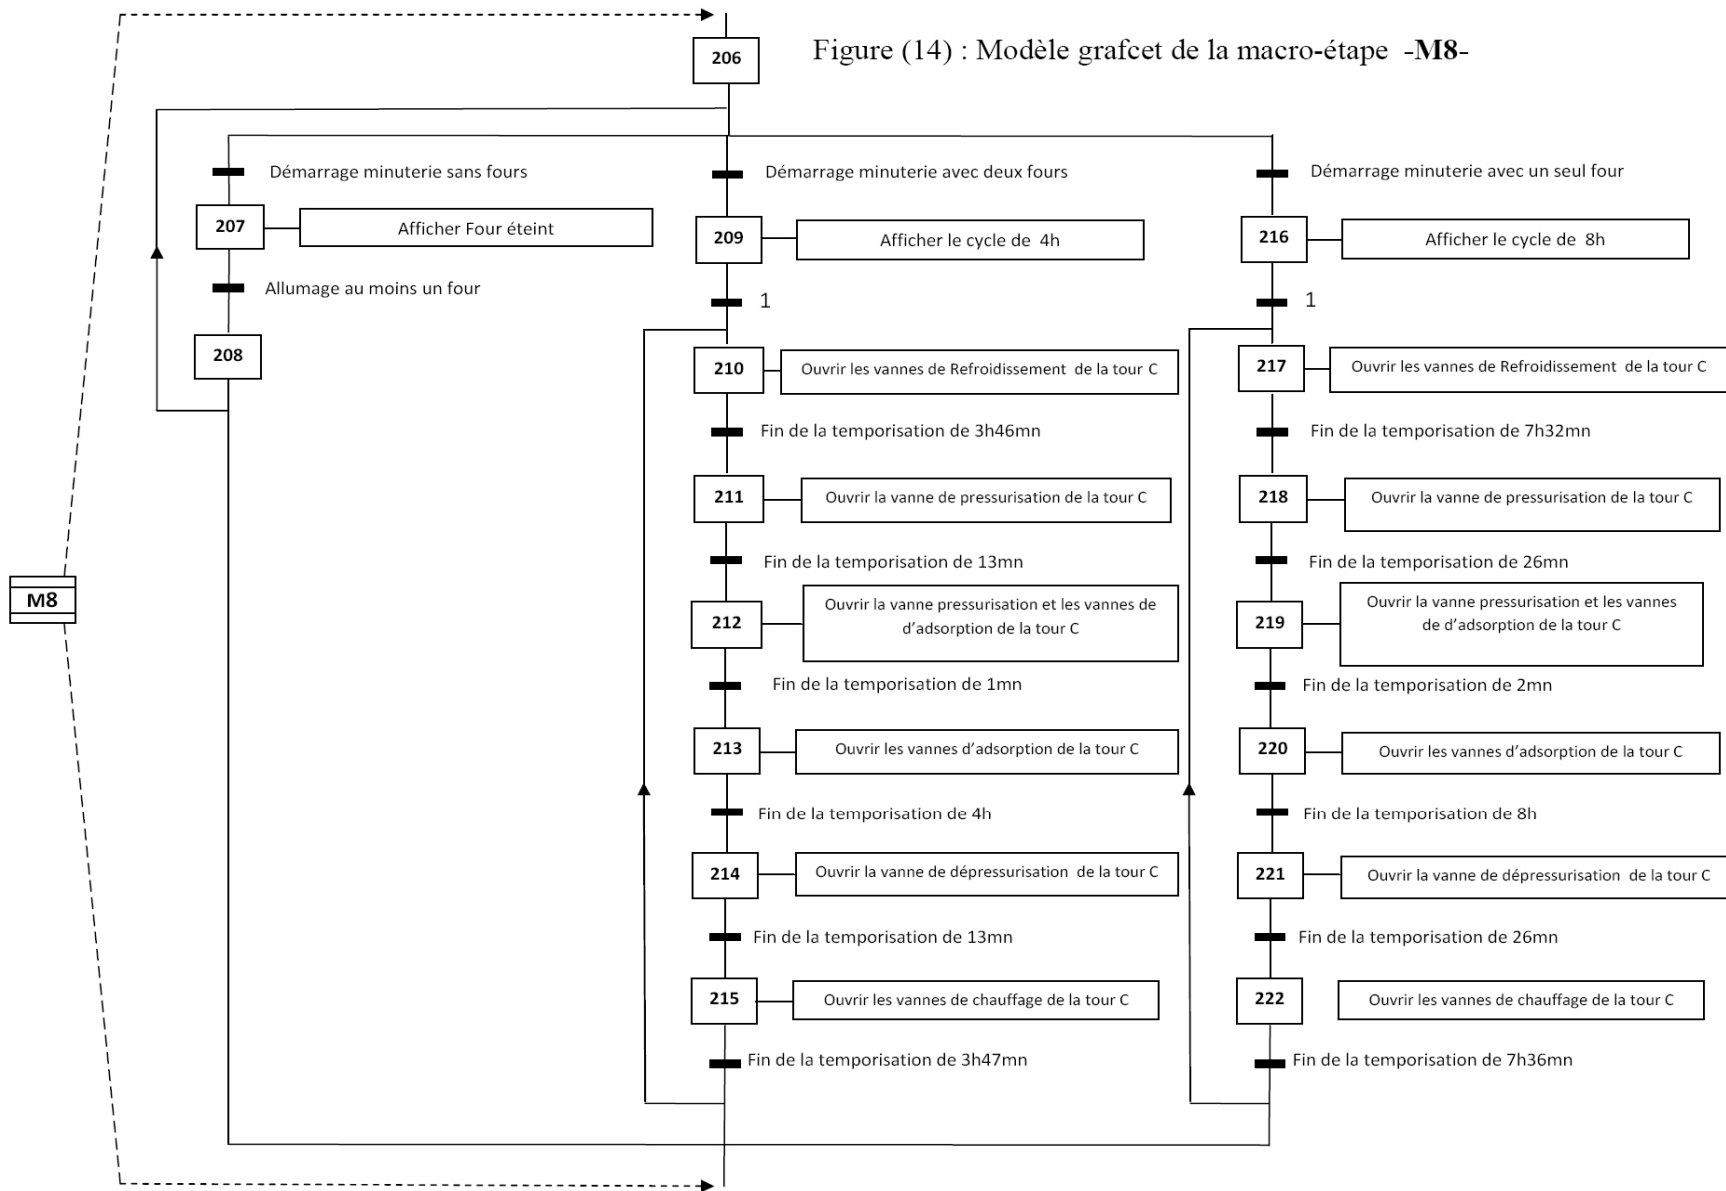 206
Figure (14) : Modèle grafcet de la macro-étape -M8-
Démarrage minuterie sans fours
Démarrage minuterie avec deux fours
Démarrage minuterie avec un seul four
207
Afficher Four éteint
209
Afficher le cycle de 4h
216
Afficher le cycle de 8h
Allumage au moins un four
1
1
208
210
Ouvrir les vannes de Refroidissement de la tour C
217
Ouvrir les vannes de Refroidissement de la tour C
Fin de la temporisation de 3h46mn
Fin de la temporisation de 7h32mn
211
Ouvrir la vanne de pressurisation de la tour C
218
Ouvrir la vanne de pressurisation de la tour C
Fin de la temporisation de 13mn
Fin de la temporisation de 26mn
M8
212
Ouvrir la vanne pressurisation et les vannes de
d'adsorption de la tour C
219
Ouvrir la vanne pressurisation et les vannes
de d'adsorption de la tour C
Fin de la temporisation de 1mn
Fin de la temporisation de 2mn
213
Ouvrir les vannes d'adsorption de la tour C
220
Ouvrir les vannes d'adsorption de la tour C
Fin de la temporisation de 4h
Fin de la temporisation de 8h
214
Ouvrir la vanne de dépressurisation de la tour C
221
Ouvrir la vanne de dépressurisation de la tour C
Fin de la temporisation de 13mn
Fin de la temporisation de 26mn
215
Ouvrir les vannes de chauffage de la tour C
222
Ouvrir les vannes de chauffage de la tour C
Fin de la temporisation de 3h47mn
Fin de la temporisation de 7h36mn